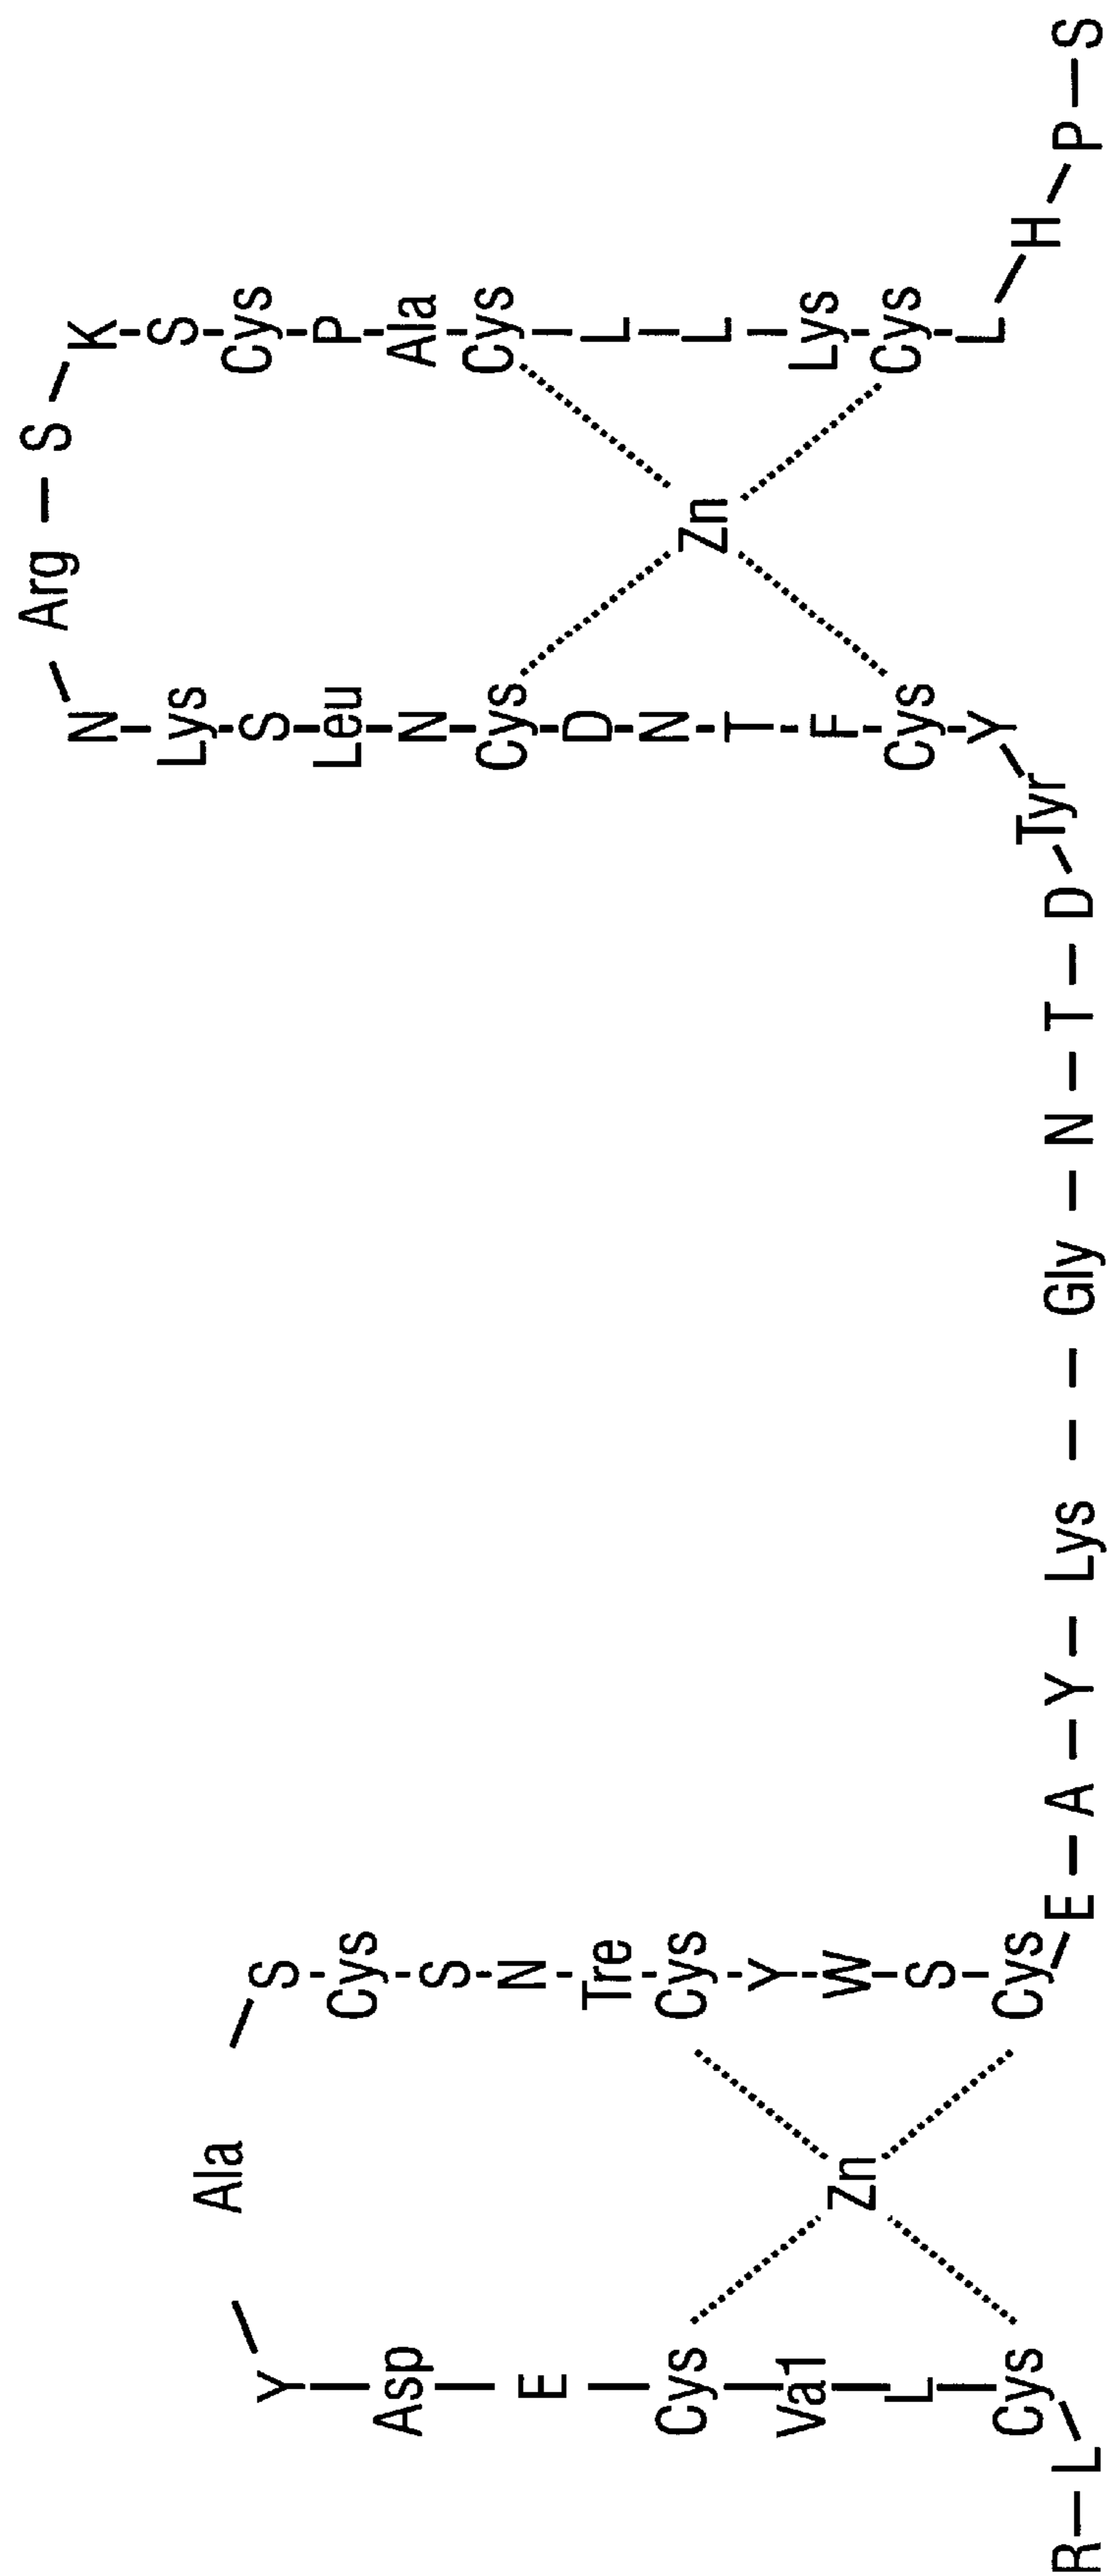 R — L
Cys
L
Va1
Cys
E
Asp
Y
Ala
S
Cys
S
N
Tre
Cys
Y
W
S
Cys
Zn
E — A — Y — Lys — — Gly — N — T — D
Tyr
Y
Cys
F
T
N
D
Cys
N
Leu
S
Lys
N
Arg — S
K
S
Cys
P
Ala
Cys
L
L
Lys
Cys
L
Zn
H
P — S